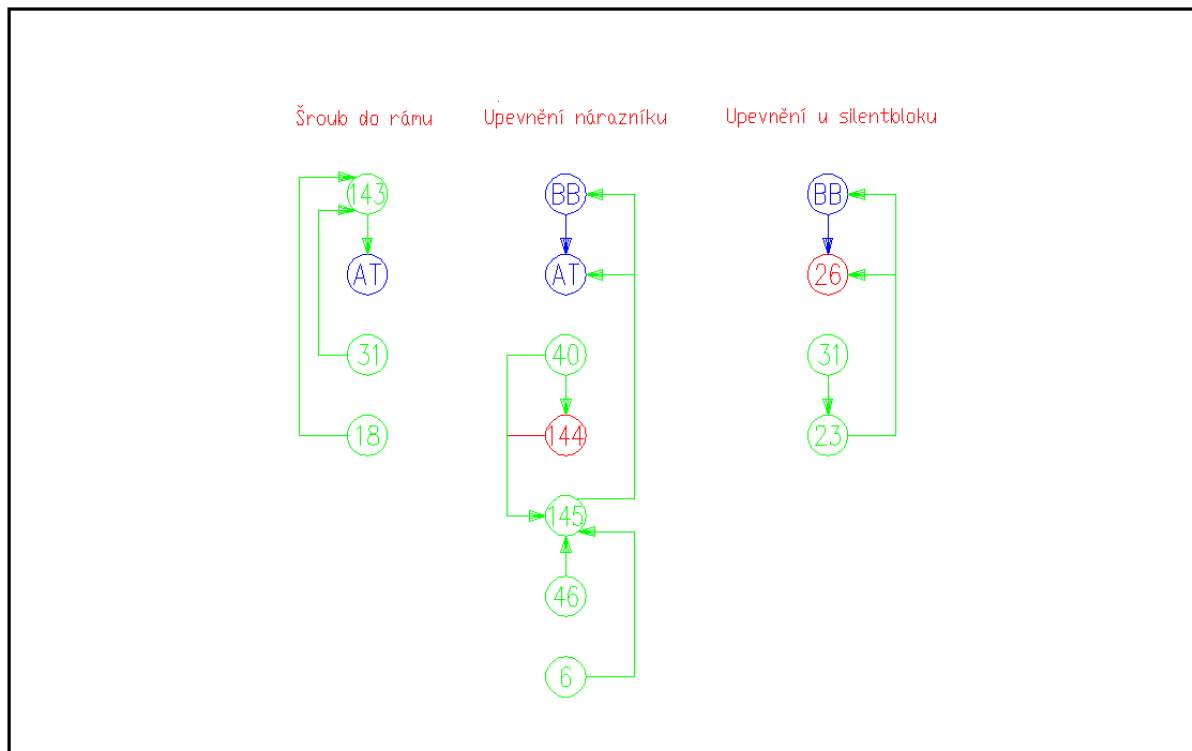 Šroub do rámu
Upevnění nárazníku
Upevnění u silentbloku
143
AT
31
18
BB
AT
40
144
145
46
6
BB
26
31
23